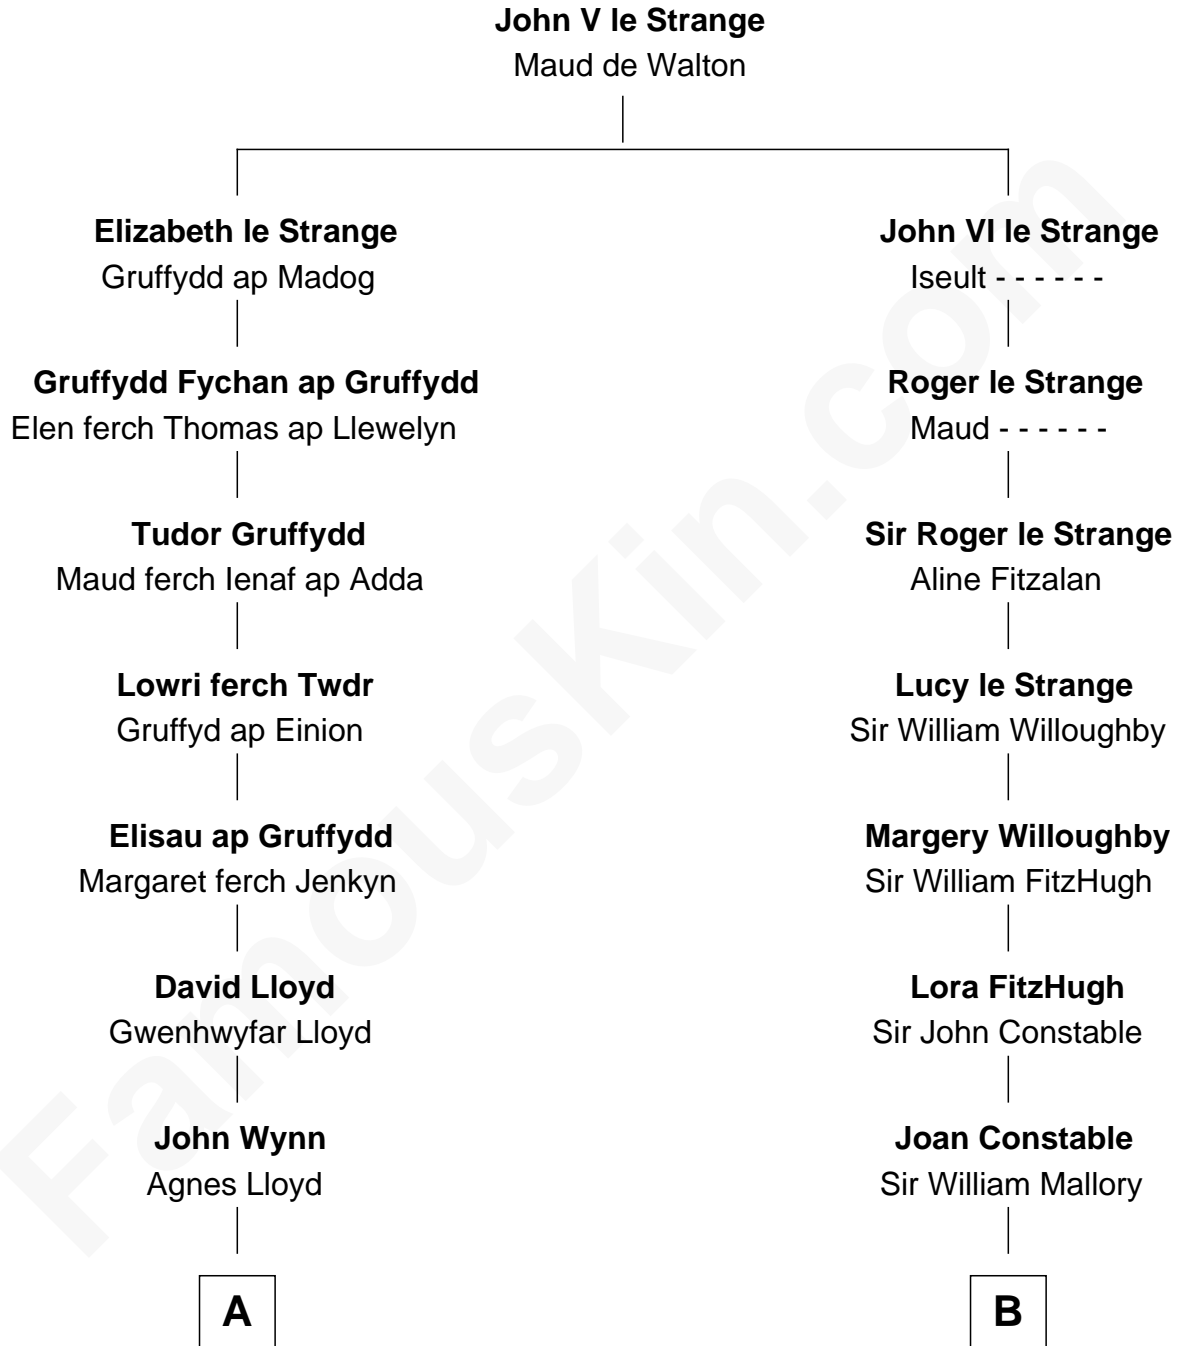 John V le Strange
Maud de Walton
Elizabeth le Strange
Gruffydd ap Madog
Gruffydd Fychan ap Gruffydd
Elen ferch Thomas ap Llewelyn
Tudor Gruffydd
Maud ferch Ienaf ap Adda
Lowri ferch Twdr
Gruffyd ap Einion
Elisau ap Gruffydd
Margaret ferch Jenkyn
David Lloyd
Gwenhwyfar Lloyd
John Wynn
Agnes Lloyd
A
John VI le Strange
Iseult - - - - - -
Roger le Strange
Maud - - - - - -
Sir Roger le Strange
Aline Fitzalan
Lucy le Strange
Sir William Willoughby
Margery Willoughby
Sir William FitzHugh
Lora FitzHugh
Sir John Constable
Joan Constable
Sir William Mallory
B
FamousKin.com